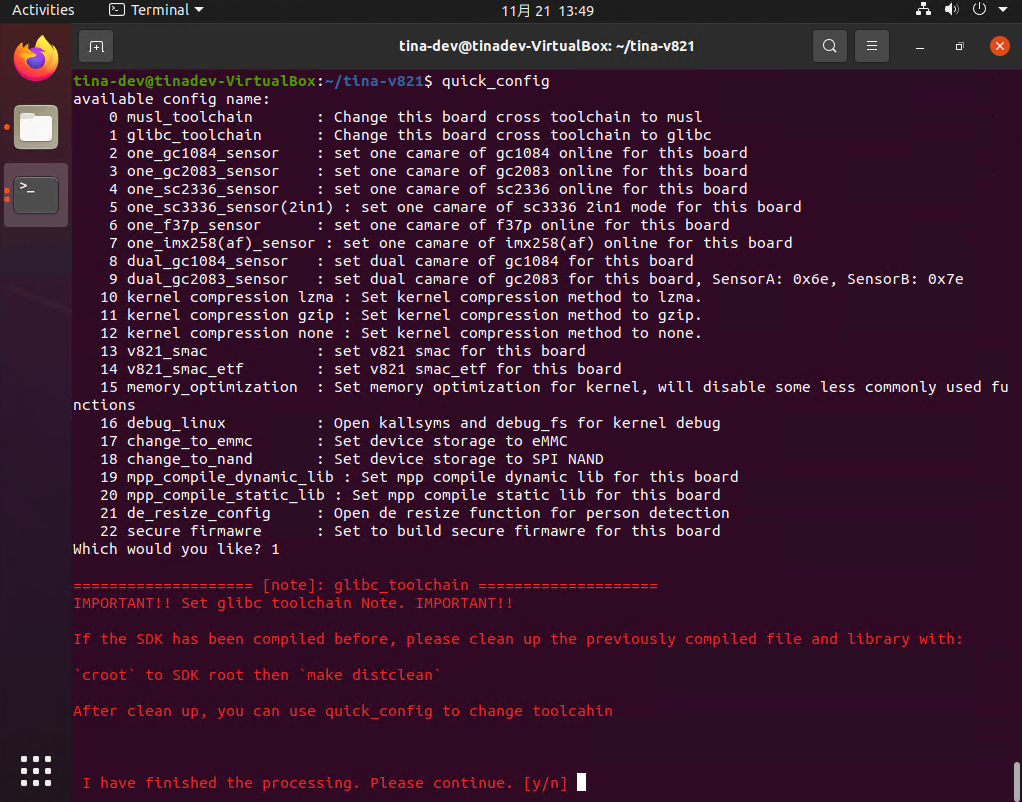 Activities
Terminal
11月 21 13:49
tina-dev@tinadev-VirtualBox: ~/tina-v821
tina-dev@tinadev-VirtualBox:~/tina-v821$ quick_config
available config name:
    0 musl_toolchain       : Change this board cross toolchain to musl
    1 glibc_toolchain      : Change this board cross toolchain to glibc
    2 one_gc1084_sensor    : set one camare of gc1084 online for this board
    3 one_gc2083_sensor    : set one camare of gc2083 online for this board
    4 one_sc2336_sensor    : set one camare of sc2336 online for this board
    5 one_sc3336_sensor(2in1) : set one camare of sc3336 2in1 mode for this board
    6 one_f37p_sensor      : set one camare of f37p online for this board
    7 one_imx258(af)_sensor : set one camare of imx258(af) online for this board
    8 dual_gc1084_sensor   : set dual camare of gc1084 for this board
    9 dual_gc2083_sensor   : set dual camare of gc2083 for this board, SensorA: 0x6e, SensorB: 0x7e
   10 kernel compression lzma : Set kernel compression method to lzma.
   11 kernel compression gzip : Set kernel compression method to gzip.
   12 kernel compression none : Set kernel compression method to none.
   13 v821_smac            : set v821 smac for this board
   14 v821_smac_etf        : set v821 smac_etf for this board
   15 memory_optimization  : Set memory optimization for kernel, will disable some less commonly used fu
nctions
   16 debug_linux          : Open kallsyms and debug_fs for kernel debug
   17 change_to_emmc       : Set device storage to eMMC
   18 change_to_nand       : Set device storage to SPI NAND
   19 mpp_compile_dynamic_lib : Set mpp compile dynamic lib for this board
   20 mpp_compile_static_lib : Set mpp compile static lib for this board
   21 de_resize_config     : Open de resize function for person detection
   22 secure firmawre      : Set to build secure firmawre for this board
Which would you like? 1
==================== [note]: glibc_toolchain ====================
IMPORTANT!! Set glibc toolchain Note. IMPORTANT!!
If the SDK has been compiled before, please clean up the previously compiled file and library with:
`croot` to SDK root then `make distclean`
After clean up, you can use quick_config to change toolcahin
I have finished the processing. Please continue. [y/n]